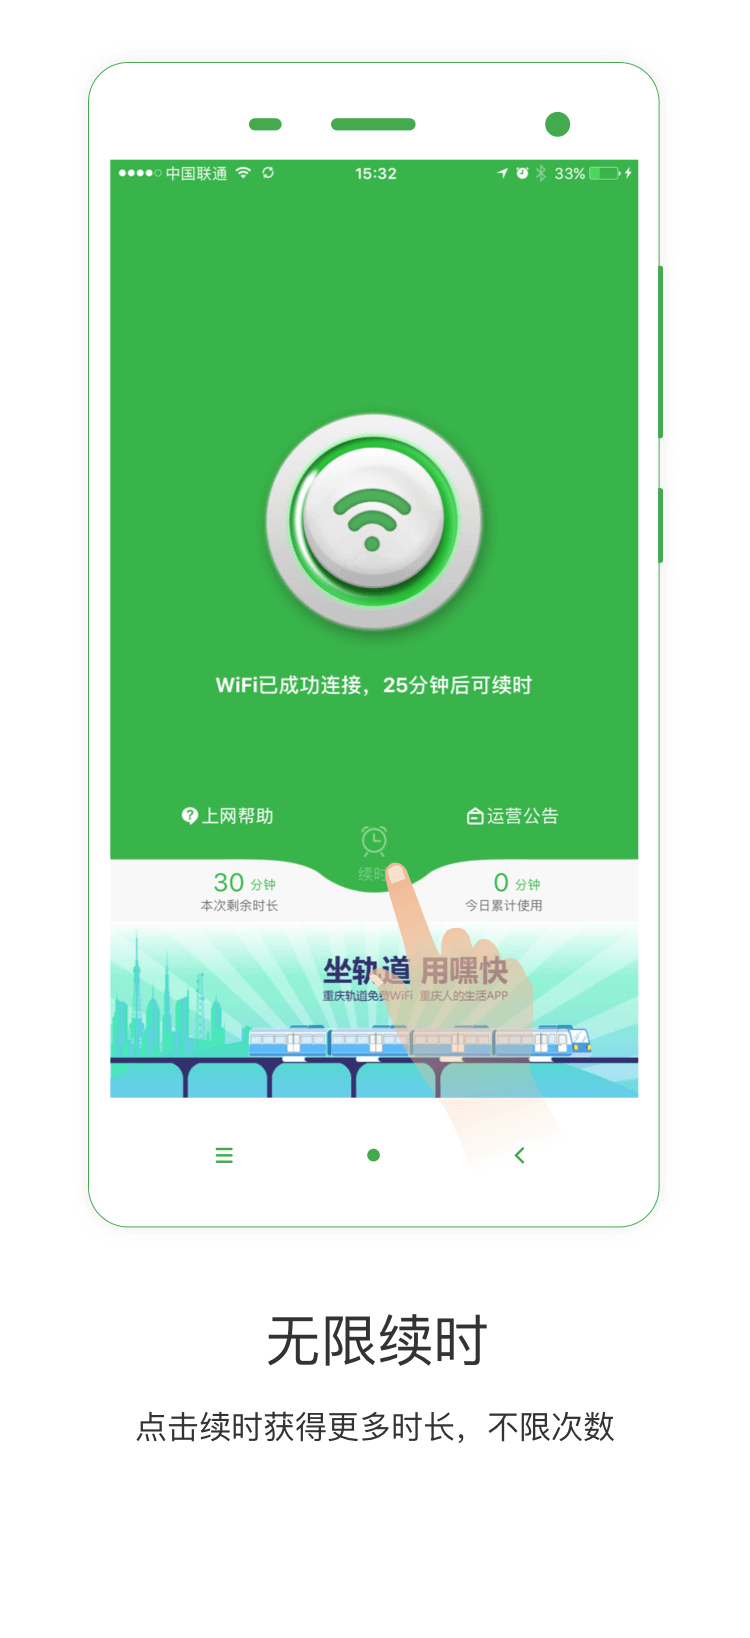 中国联通 15:32 33%
WiFi已成功连接，25分钟后可续时
上网帮助 运营公告
续时
30 分钟 0 分钟
本次剩余时长 今日累计使用
坐轨道 用嘿快
重庆轨道免费WiFi 重庆人的生活APP
无限续时
点击续时获得更多时长，不限次数